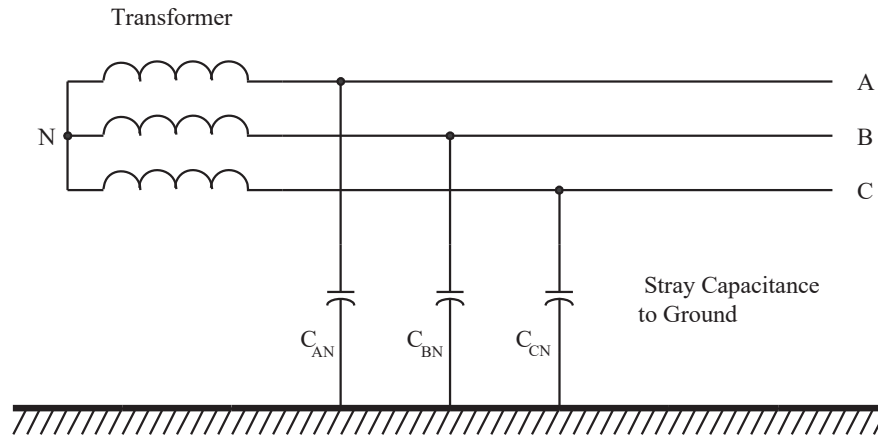 Transformer
A
N
B
C
Stray Capacitance
to Ground
C_AN
C_BN
C_CN